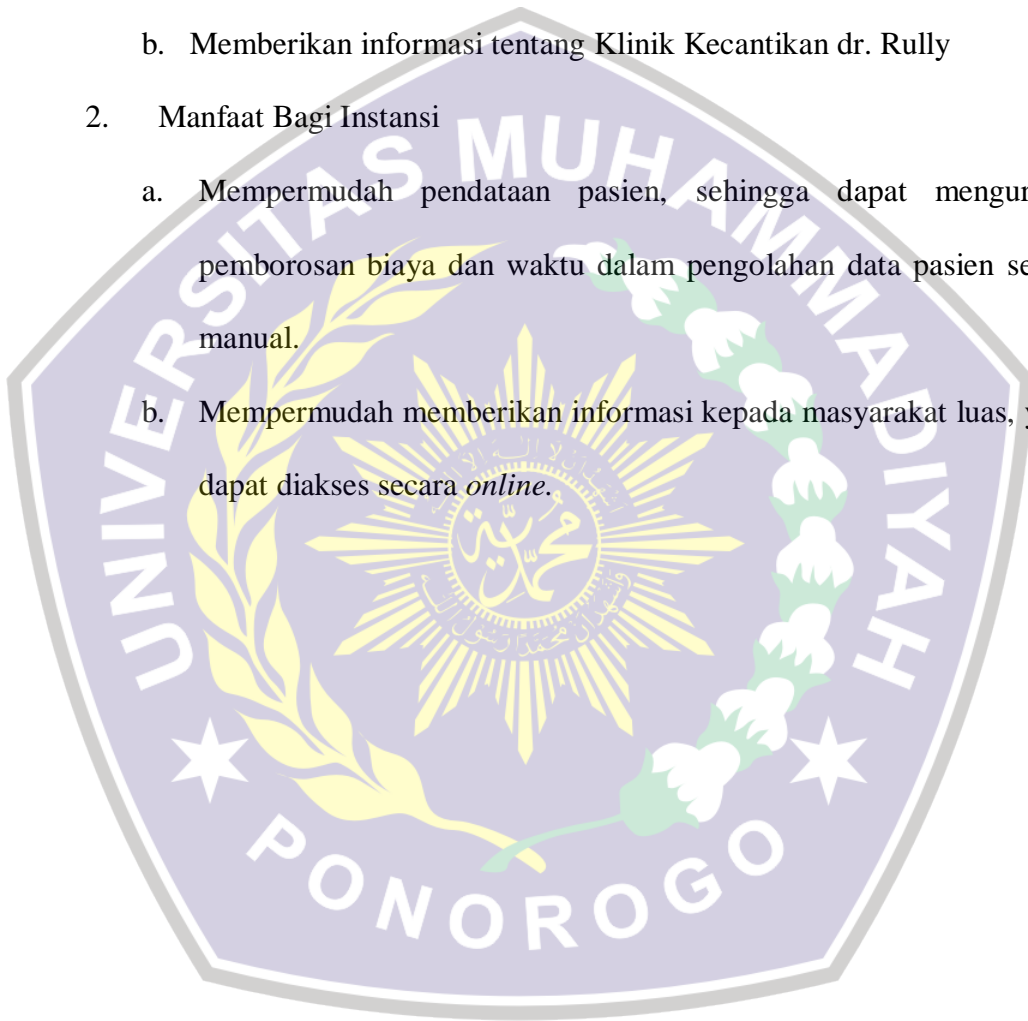 b. Memberikan informasi tentang Klinik Kecantikan dr. Rully
2. Manfaat Bagi Instansi
a. Mempermudah pendataan pasien, sehingga dapat mengur
pemborosan biaya dan waktu dalam pengolahan data pasien se
manual.
b. Mempermudah memberikan informasi kepada masyarakat luas, y
dapat diakses secara online.
UNIVERSITAS MUHAMMADIYAH
PONOROGO
محمدية